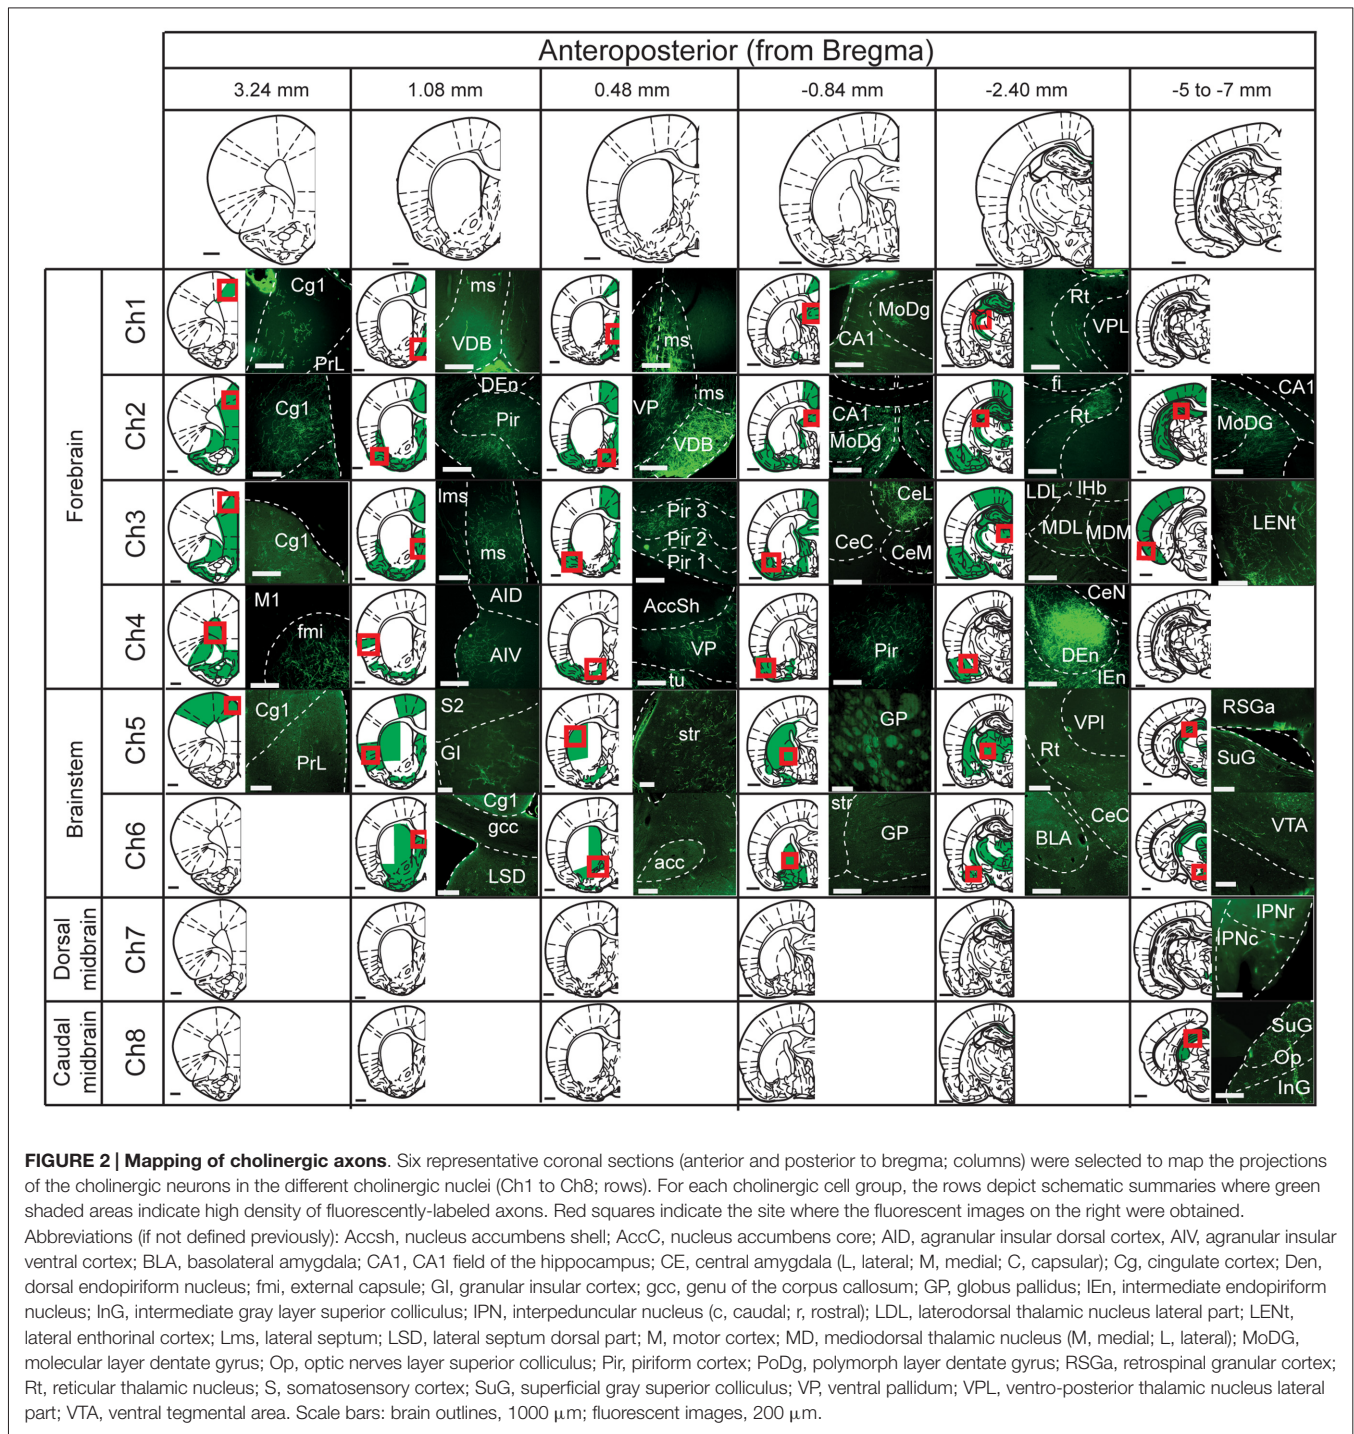 Anteroposterior (from Bregma)
3.24 mm 1.08 mm 0.48 mm -0.84 mm -2.40 mm -5 to -7 mm
Forebrain
Ch1
Cg1
PrL
ms
VDB
ms
MoDg
CA1
Rt
VPL
Ch2
Cg1
DEn
Pir
VP
ms
VDB
CA1
MoDg
fi
Rt
CA1
MoDG
Ch3
Cg1
lms
ms
Pir 3
Pir 2
Pir 1
CeL
CeC
CeM
LDL
lHb
MDL
MDM
LENt
Ch4
M1
fmi
AID
AIV
AccSh
VP
tu
Pir
CeN
DEn
IEn
Brainstem
Ch5
Cg1
PrL
S2
GI
str
GP
VPl
Rt
RSGa
SuG
Ch6
Cg1
gcc
LSD
acc
str
GP
CeC
BLA
VTA
Dorsal
midbrain
Ch7
IPNr
IPNc
Caudal
midbrain
Ch8
SuG
Op
InG
FIGURE 2 | Mapping of cholinergic axons. Six representative coronal sections (anterior and posterior to bregma; columns) were selected to map the projections
of the cholinergic neurons in the different cholinergic nuclei (Ch1 to Ch8; rows). For each cholinergic cell group, the rows depict schematic summaries where green
shaded areas indicate high density of fluorescently-labeled axons. Red squares indicate the site where the fluorescent images on the right were obtained.
Abbreviations (if not defined previously): Accsh, nucleus accumbens shell; AccC, nucleus accumbens core; AID, agranular insular dorsal cortex, AIV, agranular insular
ventral cortex; BLA, basolateral amygdala; CA1, CA1 field of the hippocampus; CE, central amygdala (L, lateral; M, medial; C, capsular); Cg, cingulate cortex; Den,
dorsal endopiriform nucleus; fmi, external capsule; GI, granular insular cortex; gcc, genu of the corpus callosum; GP, globus pallidus; IEn, intermediate endopiriform
nucleus; InG, intermediate gray layer superior colliculus; IPN, interpeduncular nucleus (c, caudal; r, rostral); LDL, laterodorsal thalamic nucleus lateral part; LENt,
lateral enthorinal cortex; Lms, lateral septum; LSD, lateral septum dorsal part; M, motor cortex; MD, mediodorsal thalamic nucleus (M, medial; L, lateral); MoDG,
molecular layer dentate gyrus; Op, optic nerves layer superior colliculus; Pir, piriform cortex; PoDg, polymorph layer dentate gyrus; RSGa, retrospinal granular cortex;
Rt, reticular thalamic nucleus; S, somatosensory cortex; SuG, superficial gray superior colliculus; VP, ventral pallidum; VPL, ventro-posterior thalamic nucleus lateral
part; VTA, ventral tegmental area. Scale bars: brain outlines, 1000 μm; fluorescent images, 200 μm.